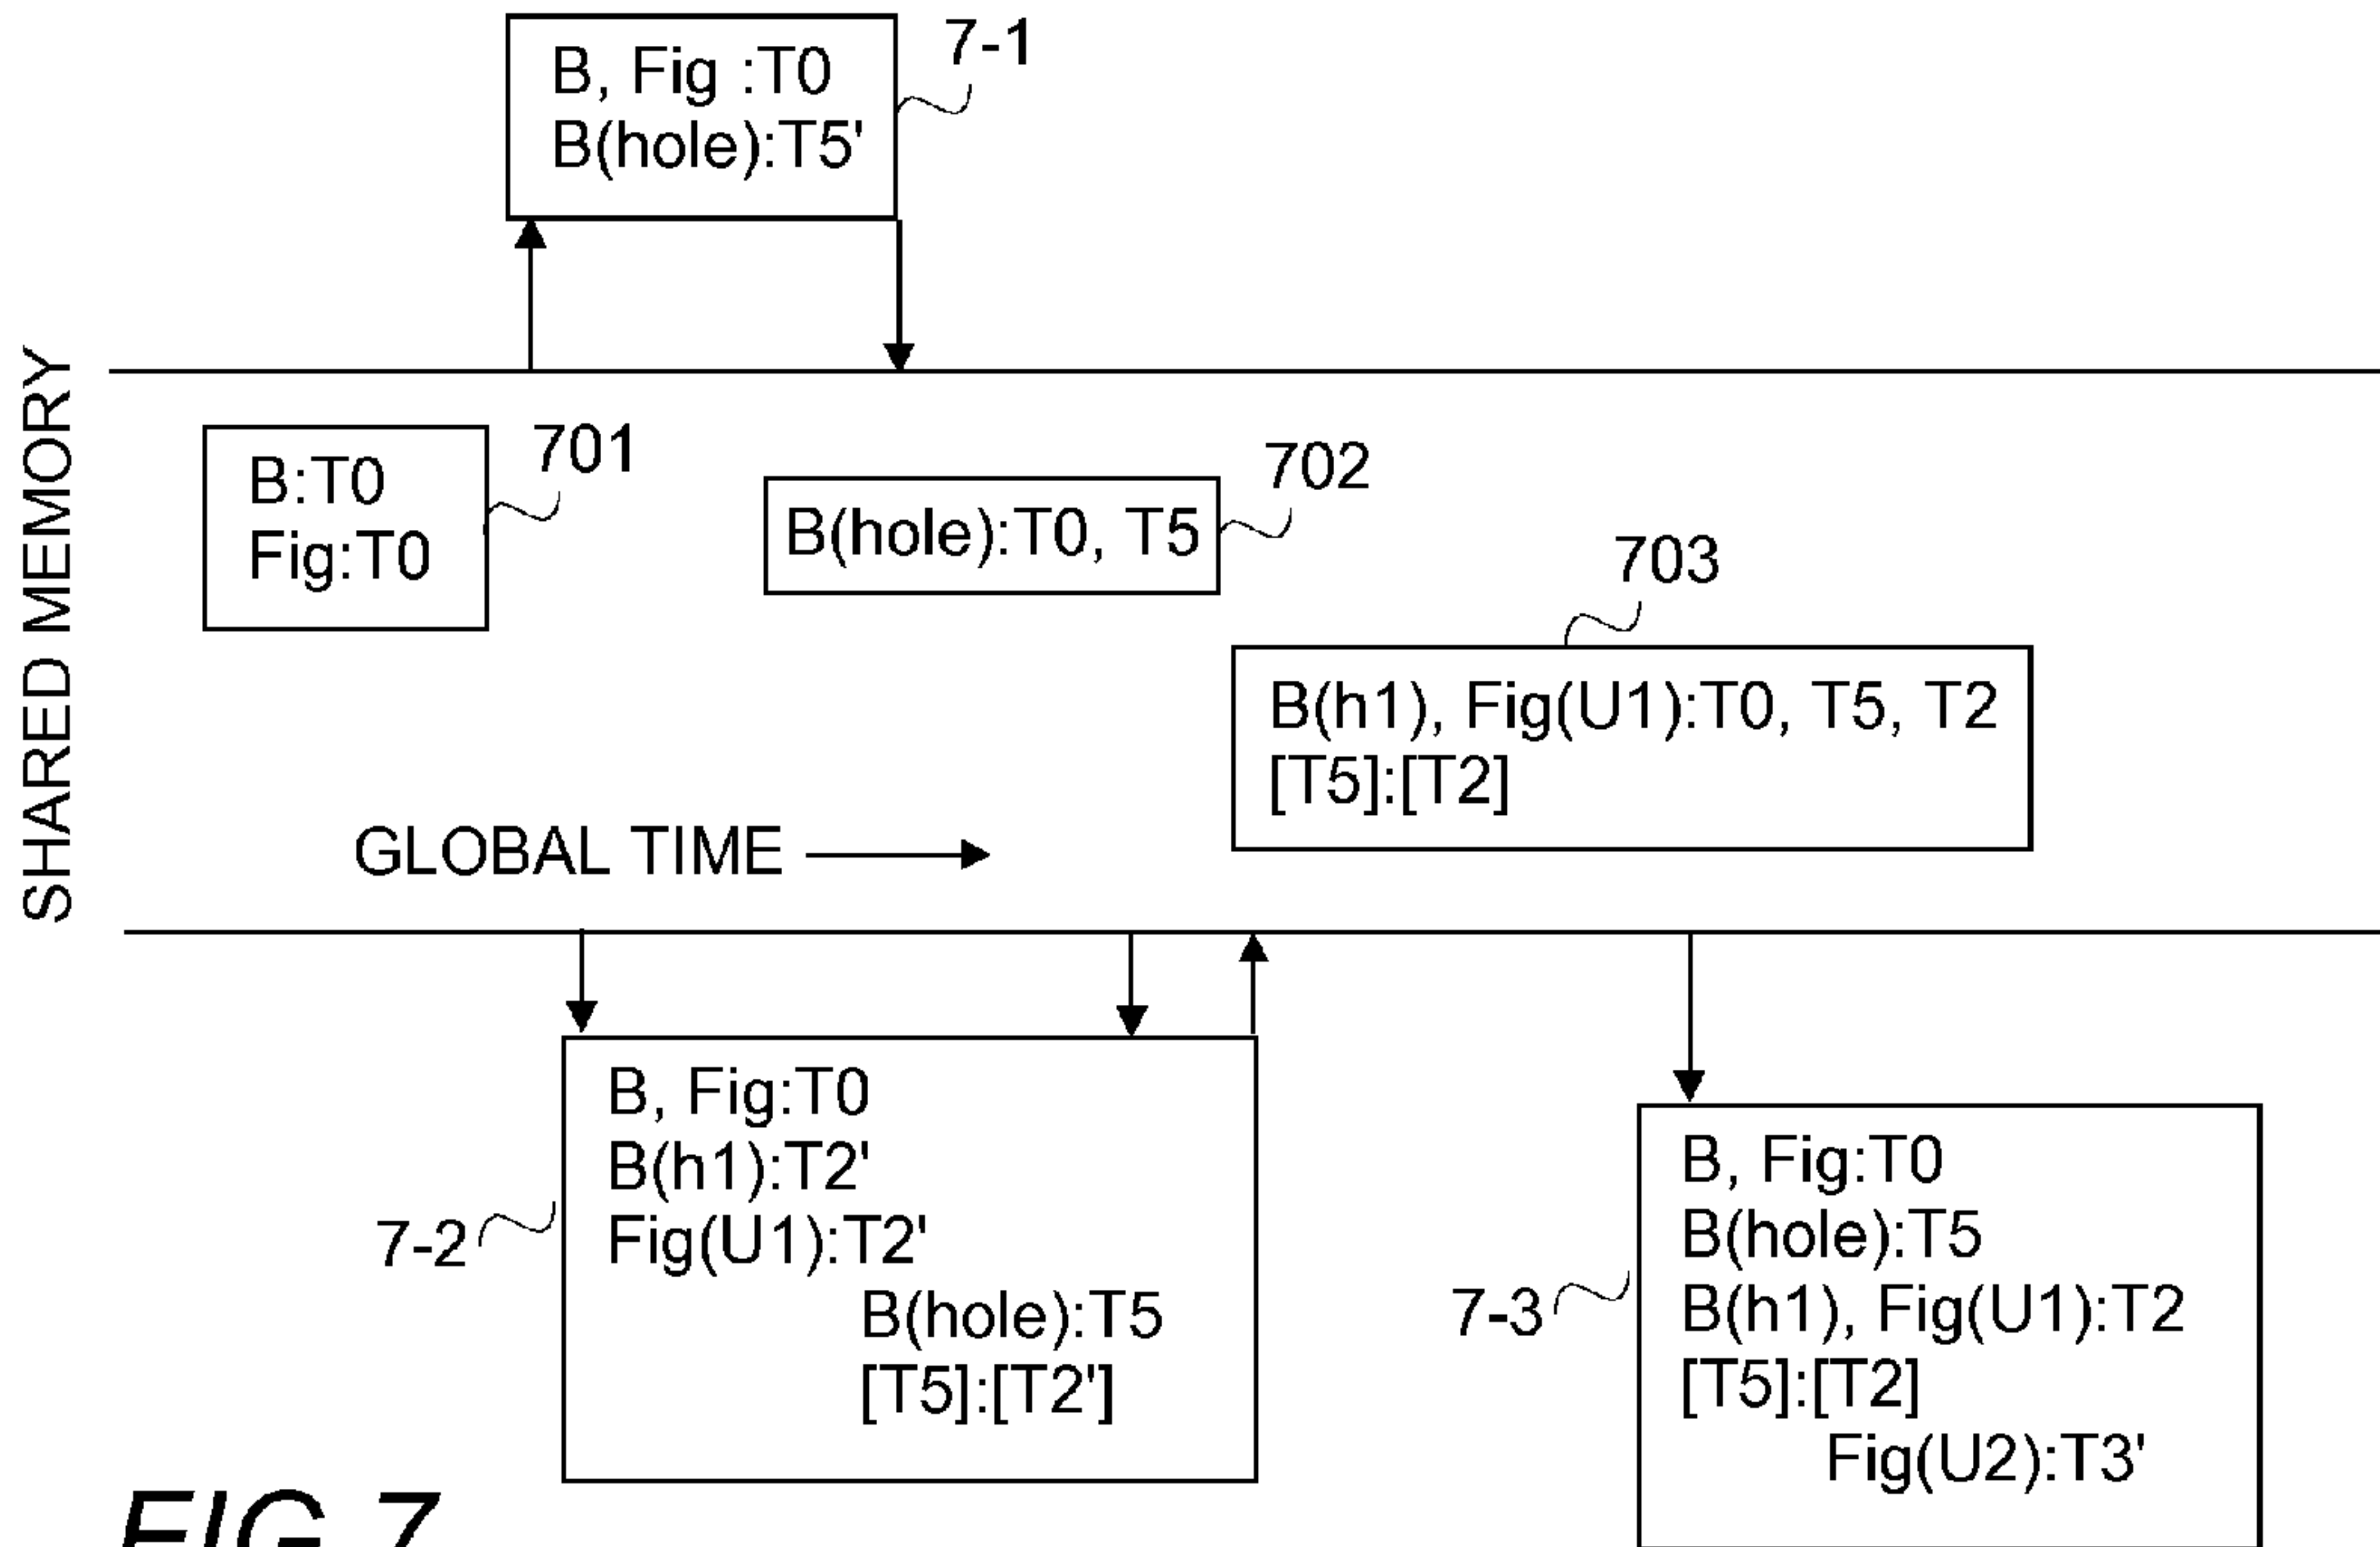 B, Fig :T0
B(hole):T5'
7-1
SHARED MEMORY
B:T0
Fig:T0
701
B(hole):T0, T5
702
703
B(h1), Fig(U1):T0, T5, T2
[T5]:[T2]
GLOBAL TIME
B, Fig:T0
B(h1):T2'
Fig(U1):T2'
B(hole):T5
[T5]:[T2']
7-2
B, Fig:T0
B(hole):T5
B(h1), Fig(U1):T2
[T5]:[T2]
Fig(U2):T3'
7-3
FIG 7